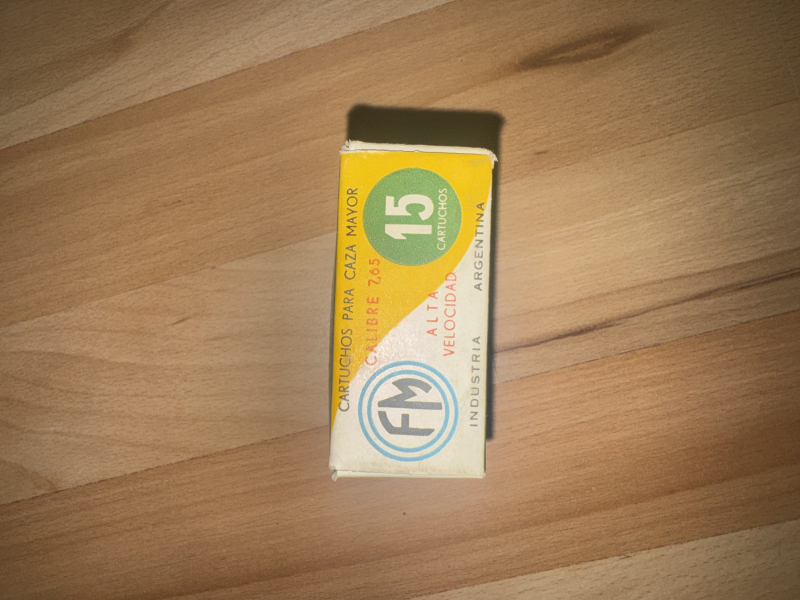 CARTUCHOS PARA CAZA MAYOR
CALIBRE 7,65
15
CARTUCHOS
ALTA
VELOCIDAD
FM
INDUSTRIA ARGENTINA